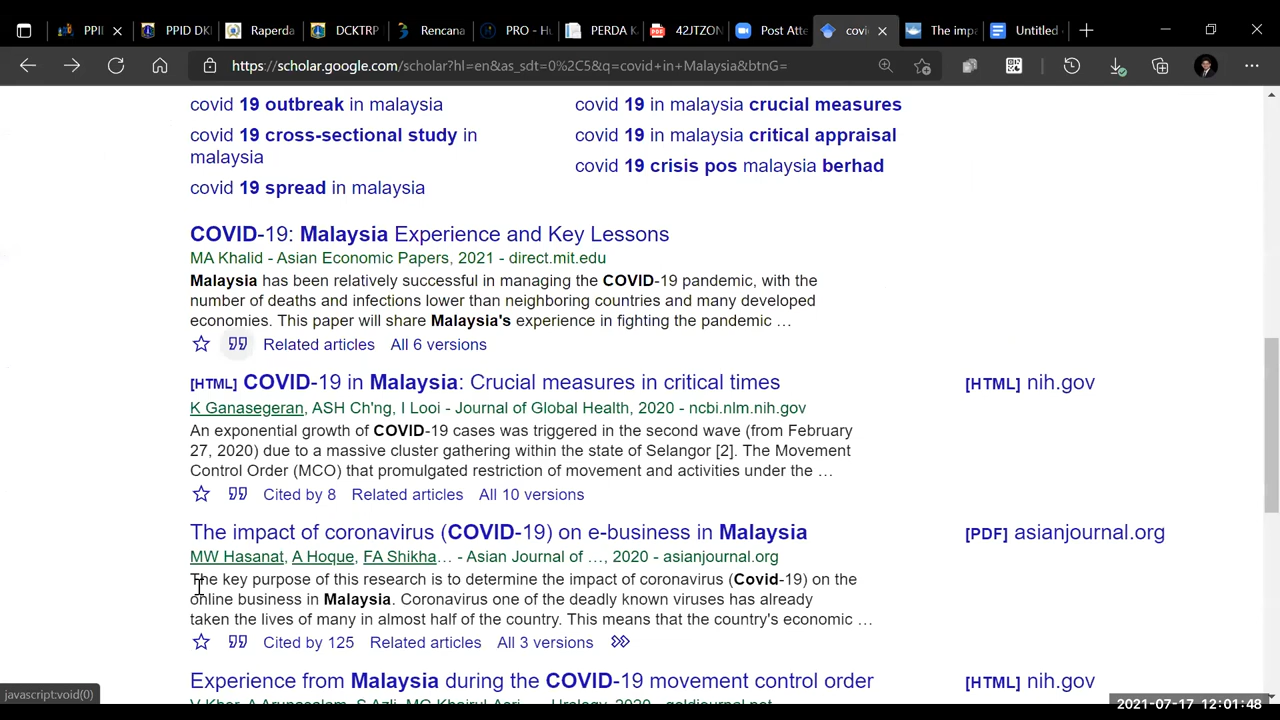 PPII
PPID DK
Raperda
DCKTRP
Rencana
PRO - Hu
PERDA K
42JTZON
Post Atte
covi
The impa
Untitled
https://scholar.google.com/scholar?hl=en&as_sdt=0%2C5&q=covid+in+Malaysia&btnG=
covid 19 outbreak in malaysia
covid 19 cross-sectional study in
malaysia
covid 19 spread in malaysia
covid 19 in malaysia crucial measures
covid 19 in malaysia critical appraisal
covid 19 crisis pos malaysia berhad
COVID-19: Malaysia Experience and Key Lessons
MA Khalid - Asian Economic Papers, 2021 - direct.mit.edu
Malaysia has been relatively successful in managing the COVID-19 pandemic, with the
number of deaths and infections lower than neighboring countries and many developed
economies. This paper will share Malaysia's experience in fighting the pandemic …
Related articles All 6 versions
[HTML] COVID-19 in Malaysia: Crucial measures in critical times
[HTML] nih.gov
K Ganasegeran, ASH Ch'ng, I Looi - Journal of Global Health, 2020 - ncbi.nlm.nih.gov
An exponential growth of COVID-19 cases was triggered in the second wave (from February
27, 2020) due to a massive cluster gathering within the state of Selangor [2]. The Movement
Control Order (MCO) that promulgated restriction of movement and activities under the …
Cited by 8 Related articles All 10 versions
The impact of coronavirus (COVID-19) on e-business in Malaysia
[PDF] asianjournal.org
MW Hasanat, A Hoque, FA Shikha… - Asian Journal of …, 2020 - asianjournal.org
The key purpose of this research is to determine the impact of coronavirus (Covid-19) on the
online business in Malaysia. Coronavirus one of the deadly known viruses has already
taken the lives of many in almost half of the country. This means that the country's economic …
Cited by 125 Related articles All 3 versions
Experience from Malaysia during the COVID-19 movement control order
[HTML] nih.gov
javascript:void(0)
2021-07-17 12:01:48